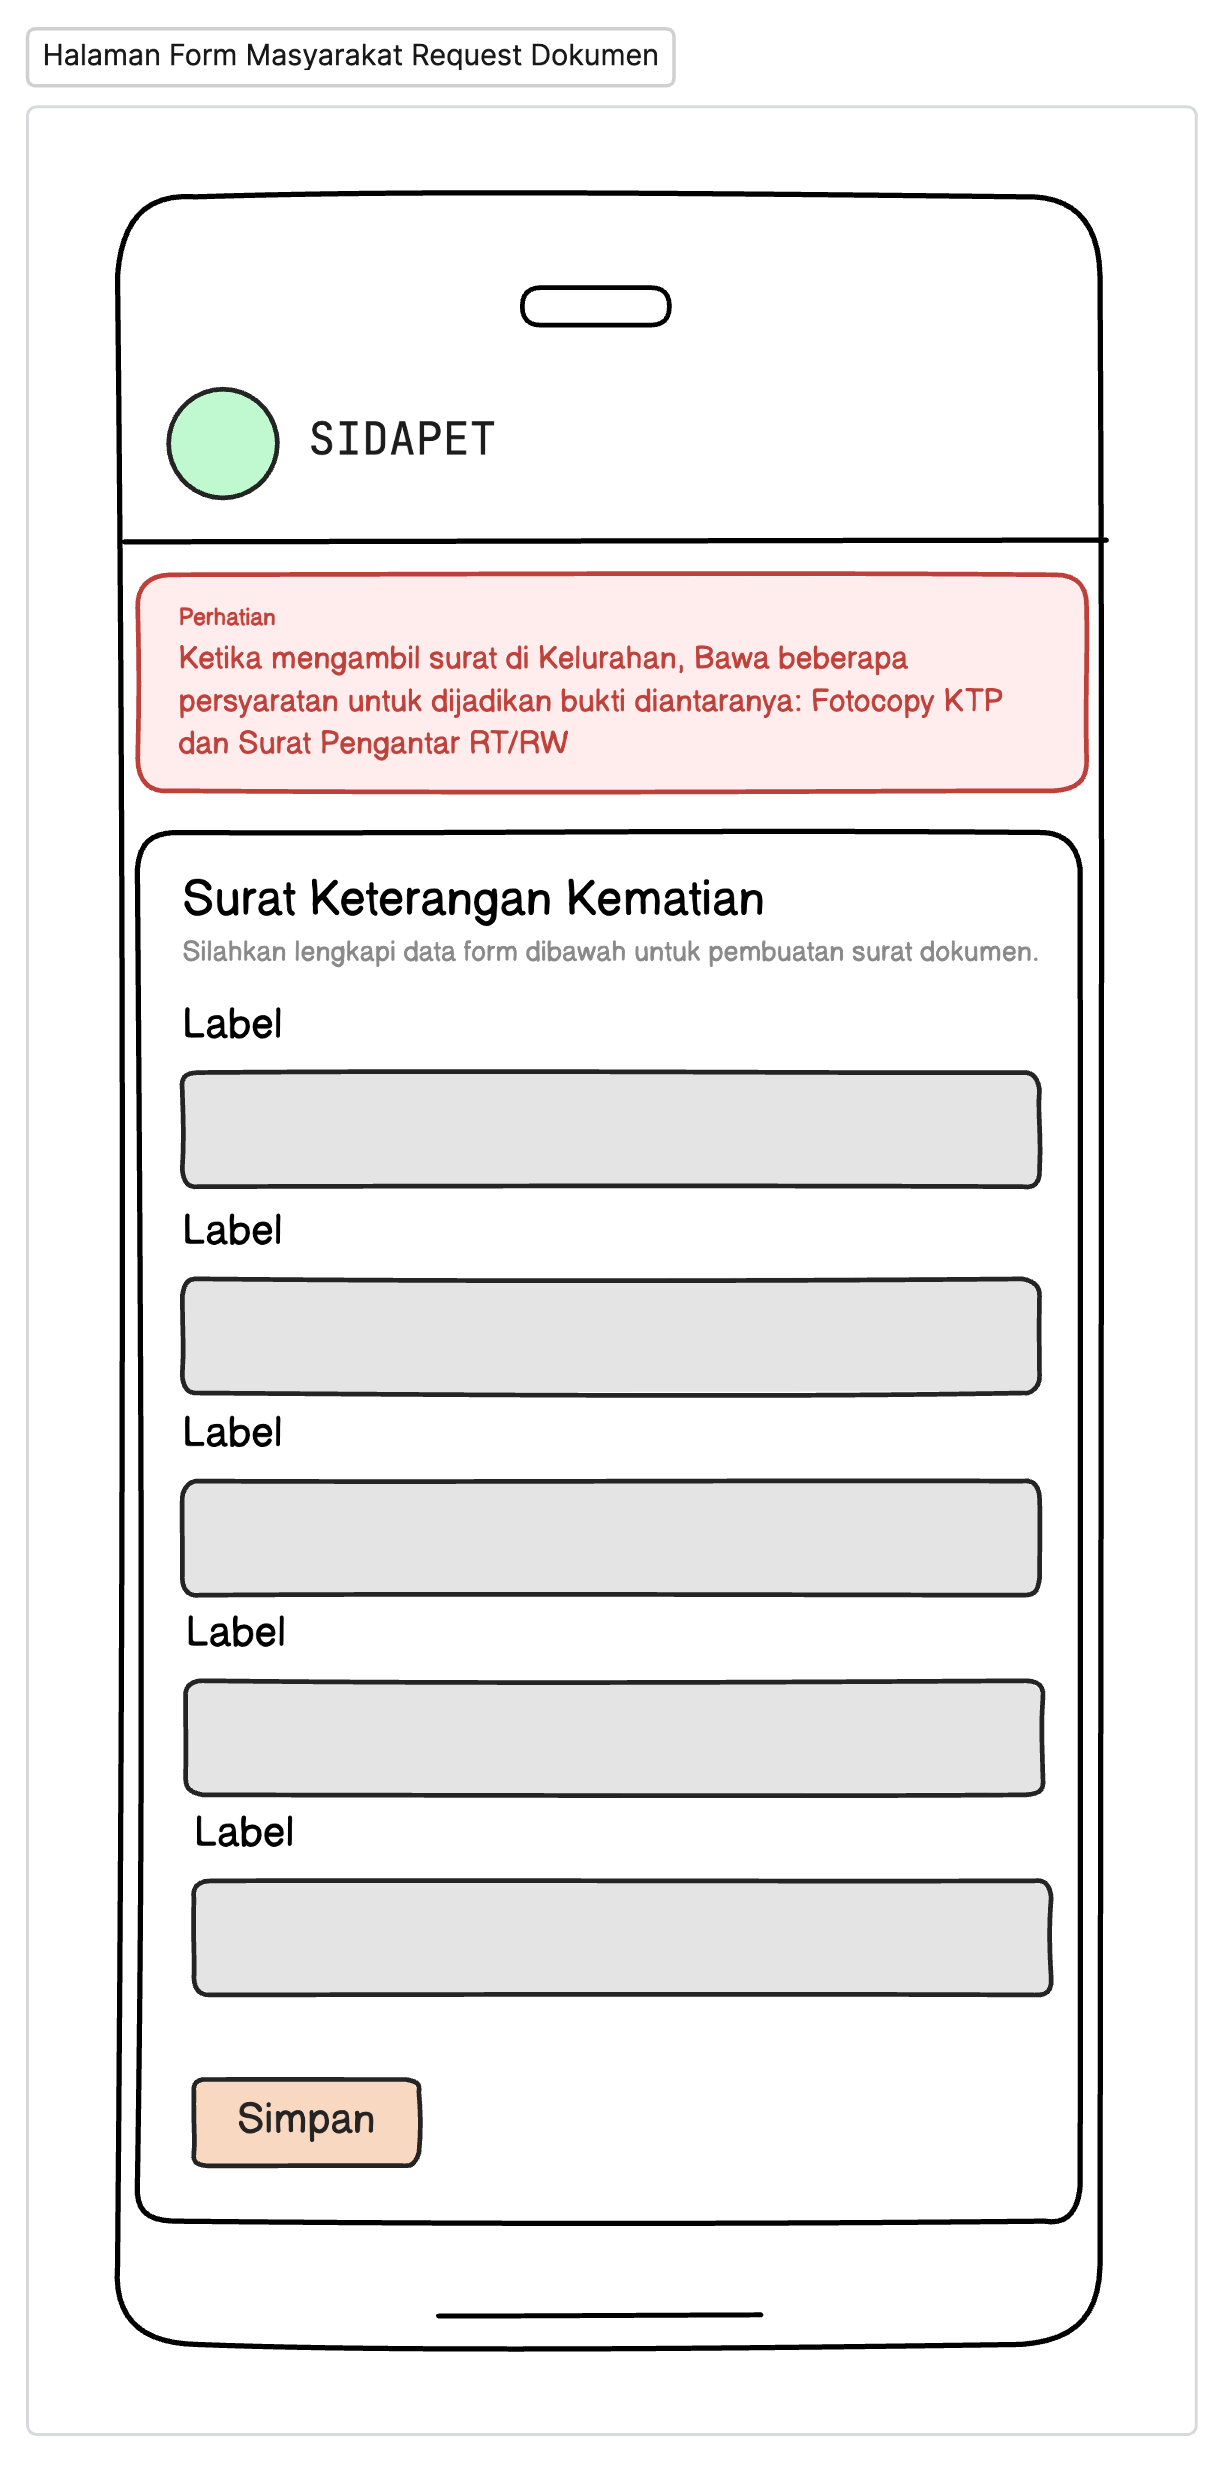 Halaman Form Masyarakat Request Dokumen
SIDAPET
Perhatian
Ketika mengambil surat di Kelurahan, Bawa beberapa
persyaratan untuk dijadikan bukti diantaranya: Fotocopy KTP
dan Surat Pengantar RT/RW
Surat Keterangan Kematian
Silahkan lengkapi data form dibawah untuk pembuatan surat dokumen.
Label
Label
Label
Label
Label
Simpan